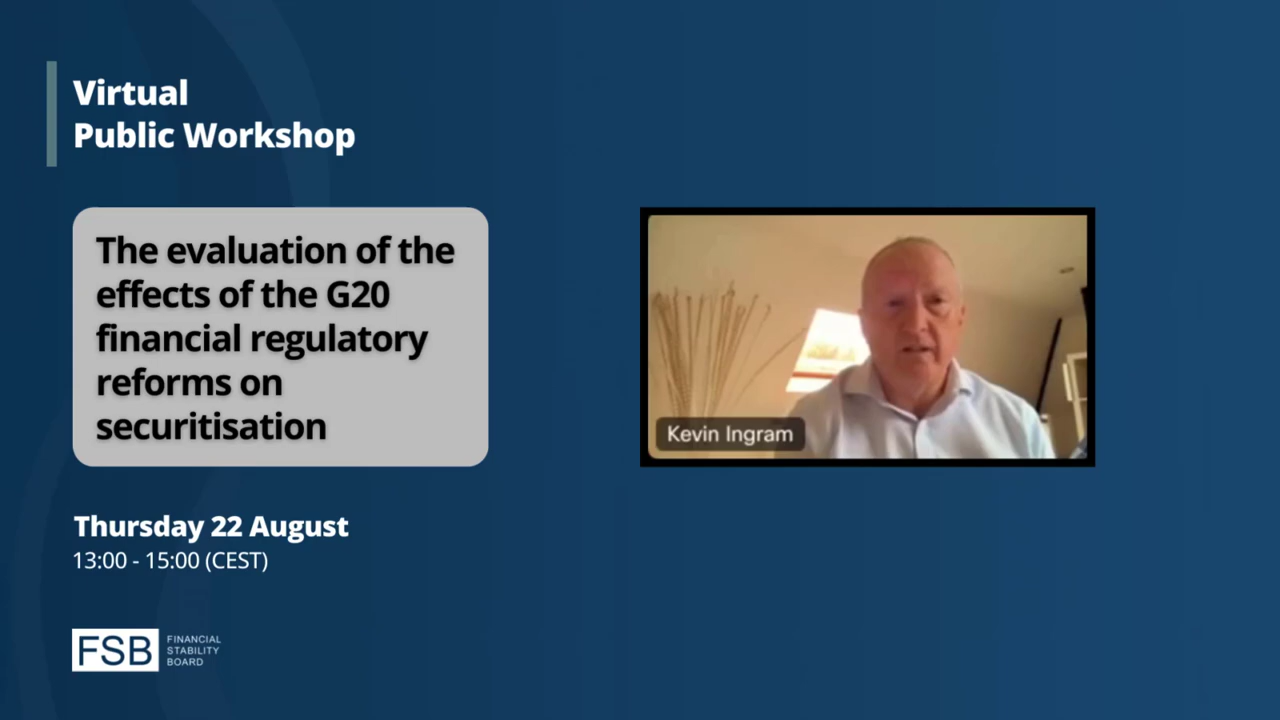 Virtual
Public Workshop
The evaluation of the
effects of the G20
financial regulatory
reforms on
securitisation
Kevin Ingram
Thursday 22 August
13:00 - 15:00 (CEST)
FSB
FINANCIAL
STABILITY
BOARD